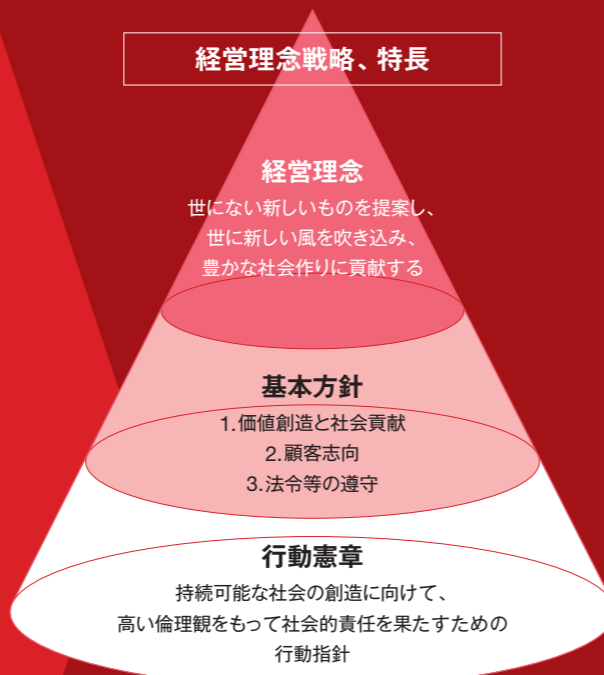 経営理念戦略、特長
経営理念
世にない新しいものを提案し、
世に新しい風を吹き込み、
豊かな社会作りに貢献する
基本方針
1.価値創造と社会貢献
2.顧客志向
3.法令等の遵守
行動憲章
持続可能な社会の創造に向けて、
高い倫理観をもって社会的責任を果たすための
行動指針